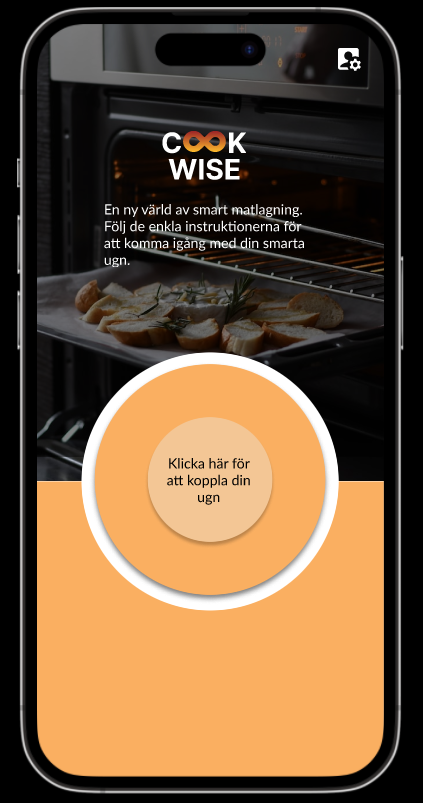 COOK
WISE
En ny värld av smart matlagning.
Följ de enkla instruktionerna för
att komma igång med din smarta
ugn.
Klicka här för
att koppla din
ugn